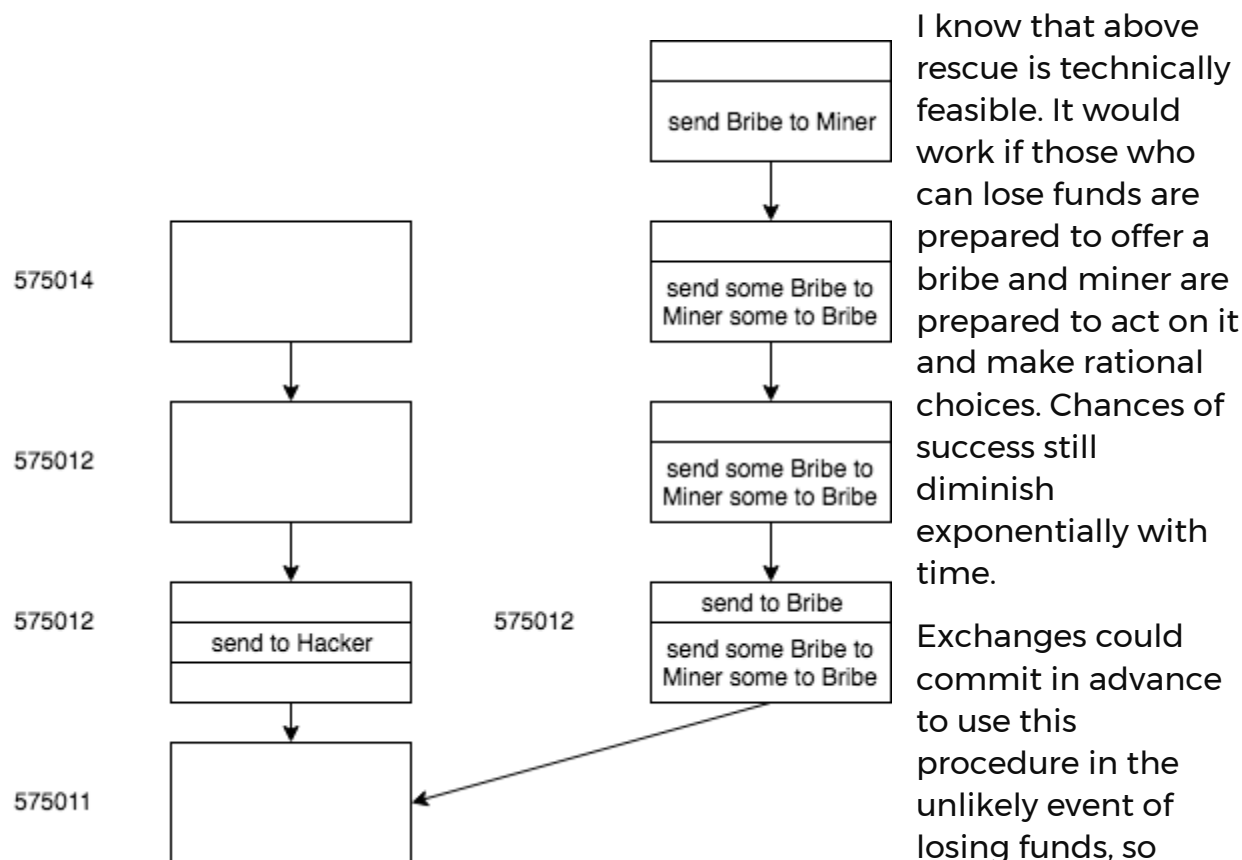 send Bribe to Miner
575014
send some Bribe to
Miner some to Bribe
575012
send some Bribe to
Miner some to Bribe
575012
send to Hacker
575012
send to Bribe
send some Bribe to
Miner some to Bribe
575011
I know that above
rescue is technically
feasible. It would
work if those who
can lose funds are
prepared to offer a
bribe and miner are
prepared to act on it
and make rational
choices. Chances of
success still
diminish
exponentially with
time.
Exchanges could
commit in advance
to use this
procedure in the
unlikely event of
losing funds, so